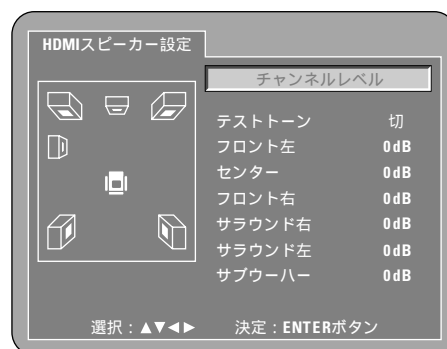 HDMIスピーカー設定
チャンネルレベル
テストトーン 切
フロント左 0dB
センター 0dB
フロント右 0dB
サラウンド右 0dB
サラウンド左 0dB
サブウーハー 0dB
選択：▲▼◀▶ 決定：ENTERボタン